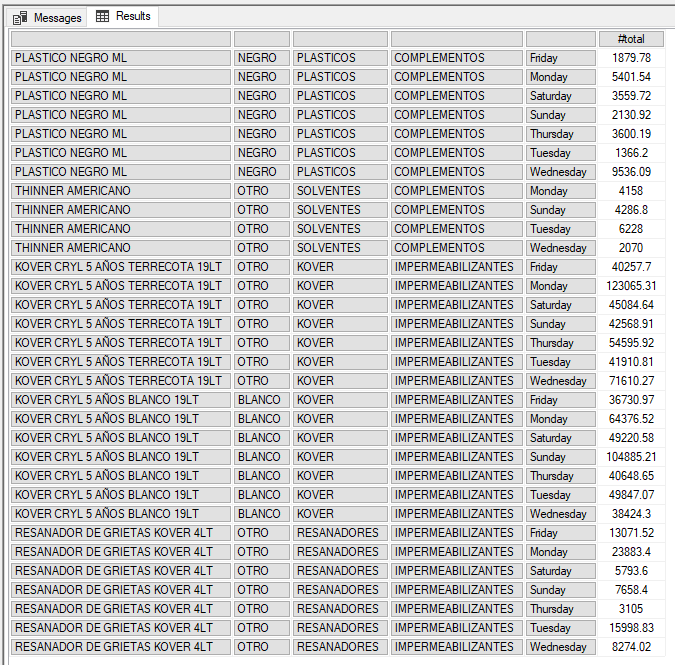 Messages Results
#total
PLASTICO NEGRO ML NEGRO PLASTICOS COMPLEMENTOS Friday 1879.78
PLASTICO NEGRO ML NEGRO PLASTICOS COMPLEMENTOS Monday 5401.54
PLASTICO NEGRO ML NEGRO PLASTICOS COMPLEMENTOS Saturday 3559.72
PLASTICO NEGRO ML NEGRO PLASTICOS COMPLEMENTOS Sunday 2130.92
PLASTICO NEGRO ML NEGRO PLASTICOS COMPLEMENTOS Thursday 3600.19
PLASTICO NEGRO ML NEGRO PLASTICOS COMPLEMENTOS Tuesday 1366.2
PLASTICO NEGRO ML NEGRO PLASTICOS COMPLEMENTOS Wednesday 9536.09
THINNER AMERICANO OTRO SOLVENTES COMPLEMENTOS Monday 4158
THINNER AMERICANO OTRO SOLVENTES COMPLEMENTOS Sunday 4286.8
THINNER AMERICANO OTRO SOLVENTES COMPLEMENTOS Tuesday 6228
THINNER AMERICANO OTRO SOLVENTES COMPLEMENTOS Wednesday 2070
KOVER CRYL 5 AÑOS TERRECOTA 19LT OTRO KOVER IMPERMEABILIZANTES Friday 40257.7
KOVER CRYL 5 AÑOS TERRECOTA 19LT OTRO KOVER IMPERMEABILIZANTES Monday 123065.31
KOVER CRYL 5 AÑOS TERRECOTA 19LT OTRO KOVER IMPERMEABILIZANTES Saturday 45084.64
KOVER CRYL 5 AÑOS TERRECOTA 19LT OTRO KOVER IMPERMEABILIZANTES Sunday 42568.91
KOVER CRYL 5 AÑOS TERRECOTA 19LT OTRO KOVER IMPERMEABILIZANTES Thursday 54595.92
KOVER CRYL 5 AÑOS TERRECOTA 19LT OTRO KOVER IMPERMEABILIZANTES Tuesday 41910.81
KOVER CRYL 5 AÑOS TERRECOTA 19LT OTRO KOVER IMPERMEABILIZANTES Wednesday 71610.27
KOVER CRYL 5 AÑOS BLANCO 19LT BLANCO KOVER IMPERMEABILIZANTES Friday 36730.97
KOVER CRYL 5 AÑOS BLANCO 19LT BLANCO KOVER IMPERMEABILIZANTES Monday 64376.52
KOVER CRYL 5 AÑOS BLANCO 19LT BLANCO KOVER IMPERMEABILIZANTES Saturday 49220.58
KOVER CRYL 5 AÑOS BLANCO 19LT BLANCO KOVER IMPERMEABILIZANTES Sunday 104885.21
KOVER CRYL 5 AÑOS BLANCO 19LT BLANCO KOVER IMPERMEABILIZANTES Thursday 40648.65
KOVER CRYL 5 AÑOS BLANCO 19LT BLANCO KOVER IMPERMEABILIZANTES Tuesday 49847.07
KOVER CRYL 5 AÑOS BLANCO 19LT BLANCO KOVER IMPERMEABILIZANTES Wednesday 38424.3
RESANADOR DE GRIETAS KOVER 4LT OTRO RESANADORES IMPERMEABILIZANTES Friday 13071.52
RESANADOR DE GRIETAS KOVER 4LT OTRO RESANADORES IMPERMEABILIZANTES Monday 23883.4
RESANADOR DE GRIETAS KOVER 4LT OTRO RESANADORES IMPERMEABILIZANTES Saturday 5793.6
RESANADOR DE GRIETAS KOVER 4LT OTRO RESANADORES IMPERMEABILIZANTES Sunday 7658.4
RESANADOR DE GRIETAS KOVER 4LT OTRO RESANADORES IMPERMEABILIZANTES Thursday 3105
RESANADOR DE GRIETAS KOVER 4LT OTRO RESANADORES IMPERMEABILIZANTES Tuesday 15998.83
RESANADOR DE GRIETAS KOVER 4LT OTRO RESANADORES IMPERMEABILIZANTES Wednesday 8274.02